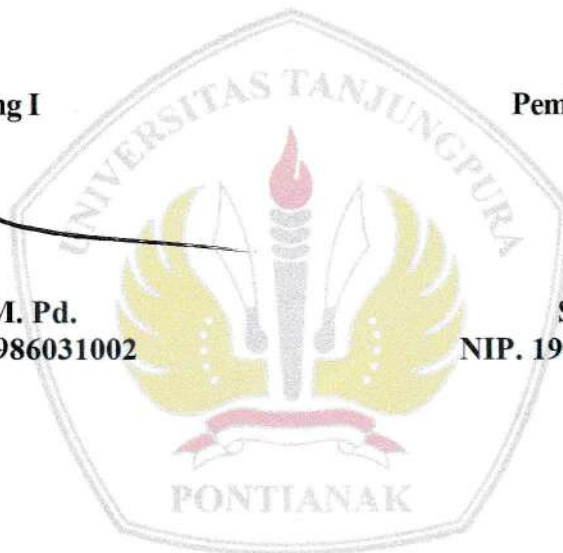 ng I
Pem
UNIVERSITAS TANJUNGPURA
M. Pd.
S
986031002
NIP. 19
PONTIANAK